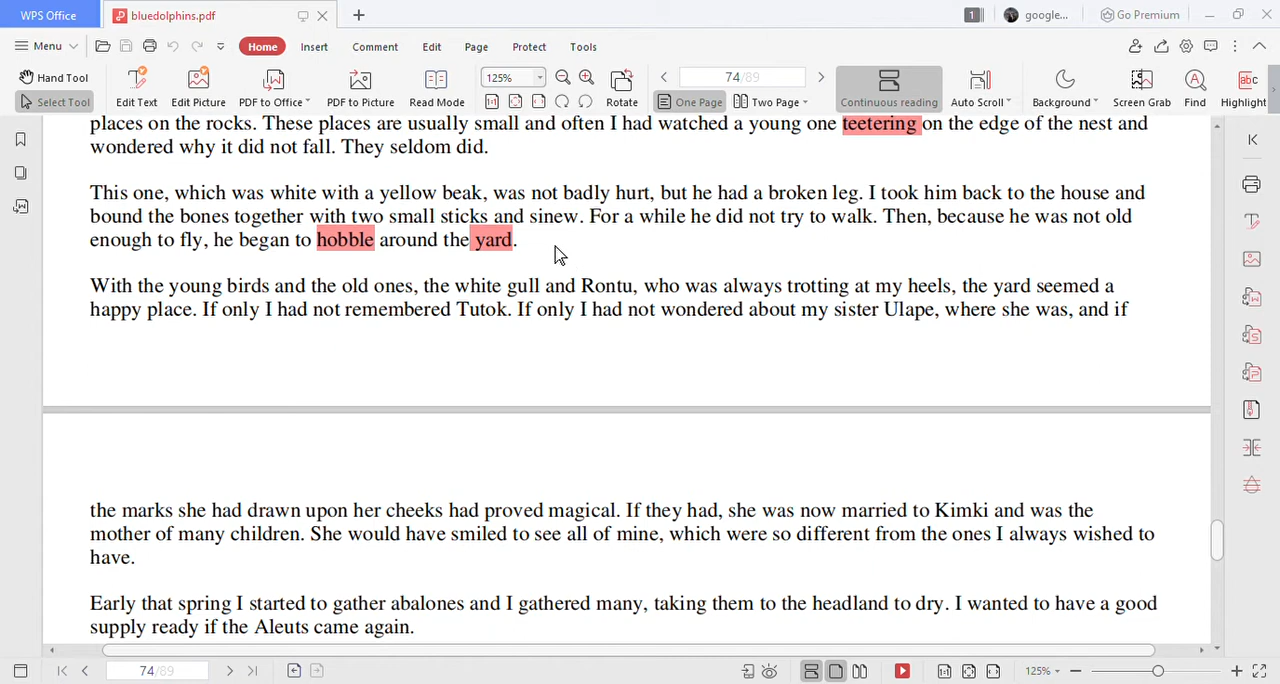 WPS Office
bluedolphins.pdf
1
google...
Go Premium
Menu
Home
Insert
Comment
Edit
Page
Protect
Tools
Hand Tool
Select Tool
Edit Text
Edit Picture
PDF to Office
PDF to Picture
Read Mode
125%
Rotate
74/89
One Page
Two Page
Continuous reading
Auto Scroll
Background
Screen Grab
Find
Highlight
places on the rocks. These places are usually small and often I had watched a young one teetering on the edge of the nest and
wondered why it did not fall. They seldom did.
This one, which was white with a yellow beak, was not badly hurt, but he had a broken leg. I took him back to the house and
bound the bones together with two small sticks and sinew. For a while he did not try to walk. Then, because he was not old
enough to fly, he began to hobble around the yard.
With the young birds and the old ones, the white gull and Rontu, who was always trotting at my heels, the yard seemed a
happy place. If only I had not remembered Tutok. If only I had not wondered about my sister Ulape, where she was, and if
the marks she had drawn upon her cheeks had proved magical. If they had, she was now married to Kimki and was the
mother of many children. She would have smiled to see all of mine, which were so different from the ones I always wished to
have.
Early that spring I started to gather abalones and I gathered many, taking them to the headland to dry. I wanted to have a good
supply ready if the Aleuts came again.
74/89
125%